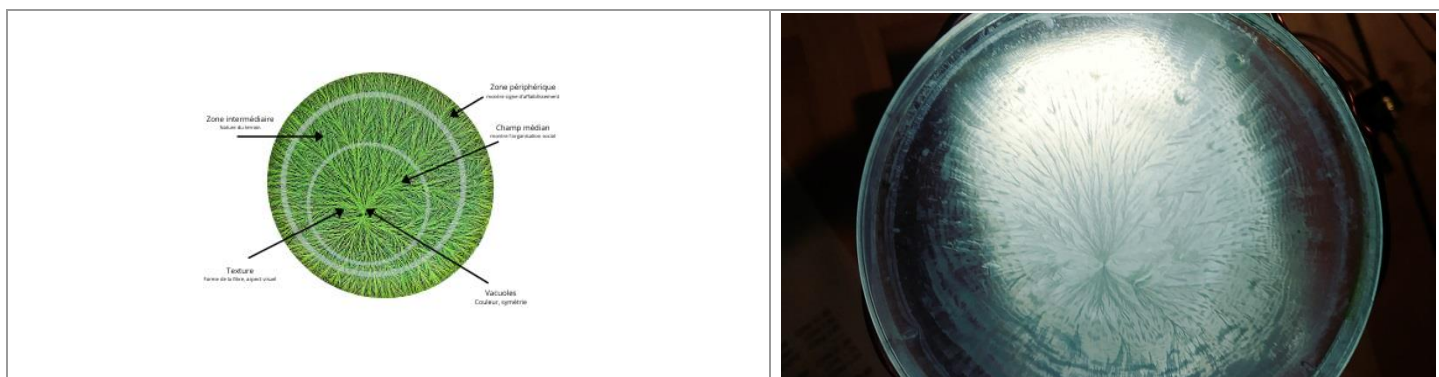 Zone périphérique
montre signe d'affaiblissement
Zone intermédiaire
Nature du terrain
Champ médian
montre l'organisation social
Texture
Forme de la fibre, aspect visuel
Vacuoles
Couleur, symétrie